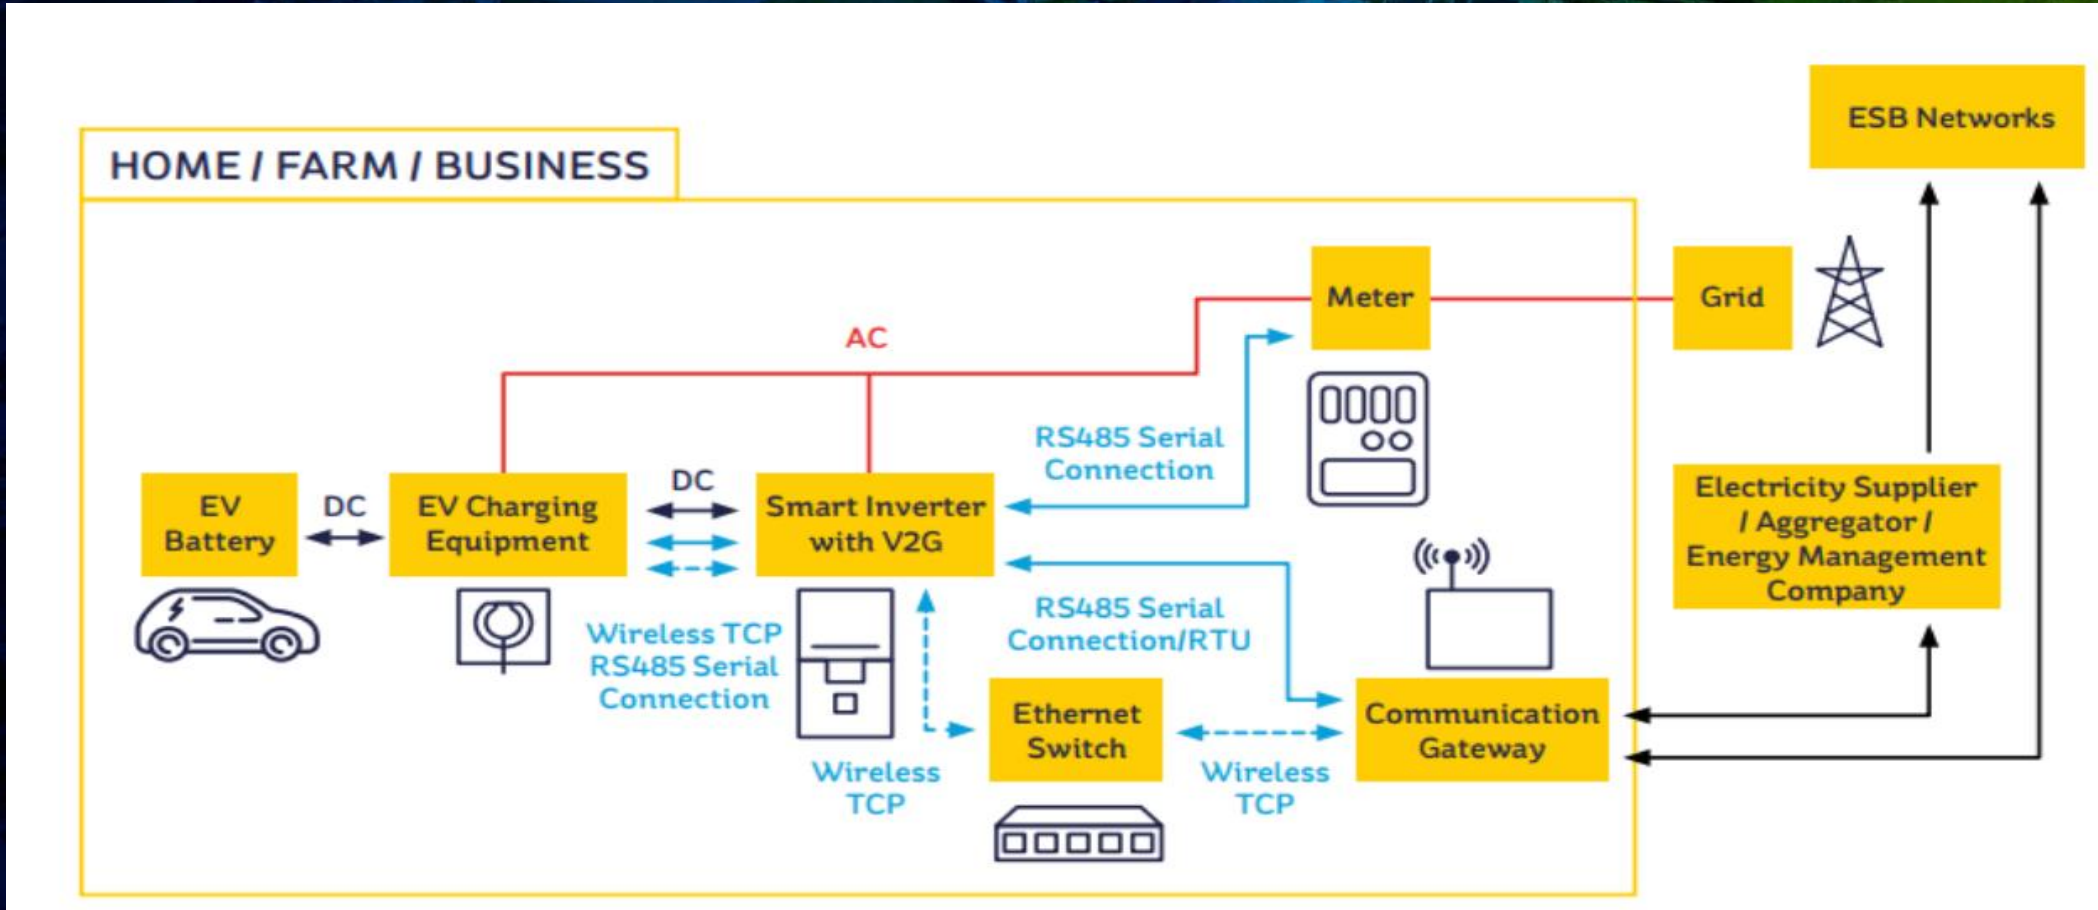 ESB Networks
HOME / FARM / BUSINESS
Meter
Grid
AC
RS485 Serial
Connection
EV
Battery
DC
EV Charging
Equipment
DC
Smart Inverter
with V2G
Electricity Supplier
/ Aggregator /
Energy Management
Company
Wireless TCP
RS485 Serial
Connection
RS485 Serial
Connection/RTU
Ethernet
Switch
Communication
Gateway
Wireless
TCP
Wireless
TCP